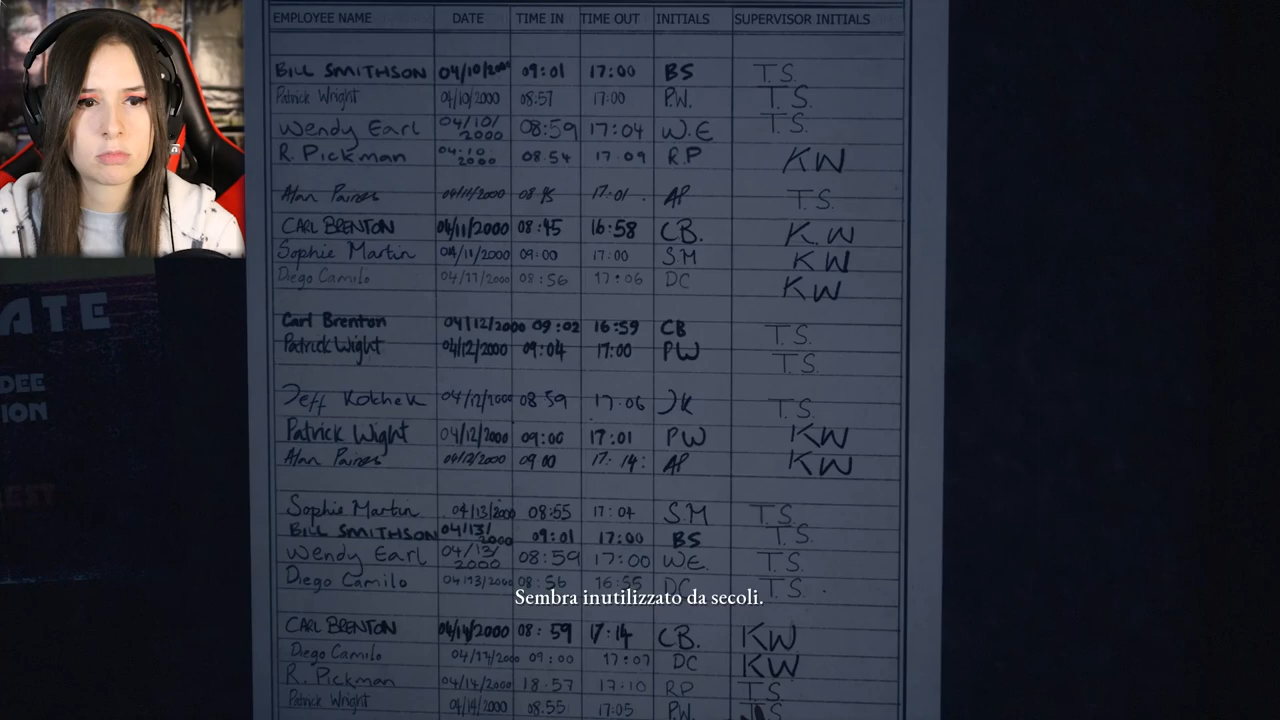 EMPLOYEE NAME DATE TIME IN TIME OUT INITIALS SUPERVISOR INITIALS
BILL SMITHSON 04/10/2000 09:01 17:00 BS T.S.
Patrick Wright 04/10/2000 08:57 17:00 P.W. T.S.
Wendy Earl 04/10/2000 08:59 17:04 W.E T.S.
R. Pickman 04.10.2000 08:54 17.09 R.P KW
Alan 04/11/2000 17:01 AP T.S.
CARL BRENTON 04/11/2000 08:45 16:58 CB. K.W
Sophie Martin 04/11/2000 09:00 17:00 S.M KW
Diego Camilo 04/11/2000 08:56 17:06 DC KW
Carl Brenton 04/12/2000 09:02 16:59 CB T.S.
Patrick Wight 04/12/2000 09:04 17:00 PW T.S.
Jeff 04/12/2000 08 59 17.06 JK T.S.
Patrick Wight 04/12/2000 09:00 17:01 PW KW
Alan 04/12/2000 09 00 17:14: AP KW
Sophie Martin 04/13/2000 08:55 17:04 S.M T.S.
BILL SMITHSON 04/13/2000 09:01 17:00 BS T.S.
Wendy Earl 04/13/2000 08:59 17:00 WE. T.S.
Diego Camilo 04/13/2000 08:56 16:55 DC T.S.
CARL BRENTON 04/14/2000 08:59 17:14 CB. KW
Diego Camilo 09:00 17:07 DC KW
R. Pickman 04/14/2000 18:57 17:10 RP T.S.
Patrick Wright 04/14/2000 08.55 17:05 P.W.
ATE
DEE
ION
Sembra inutilizzato da secoli.